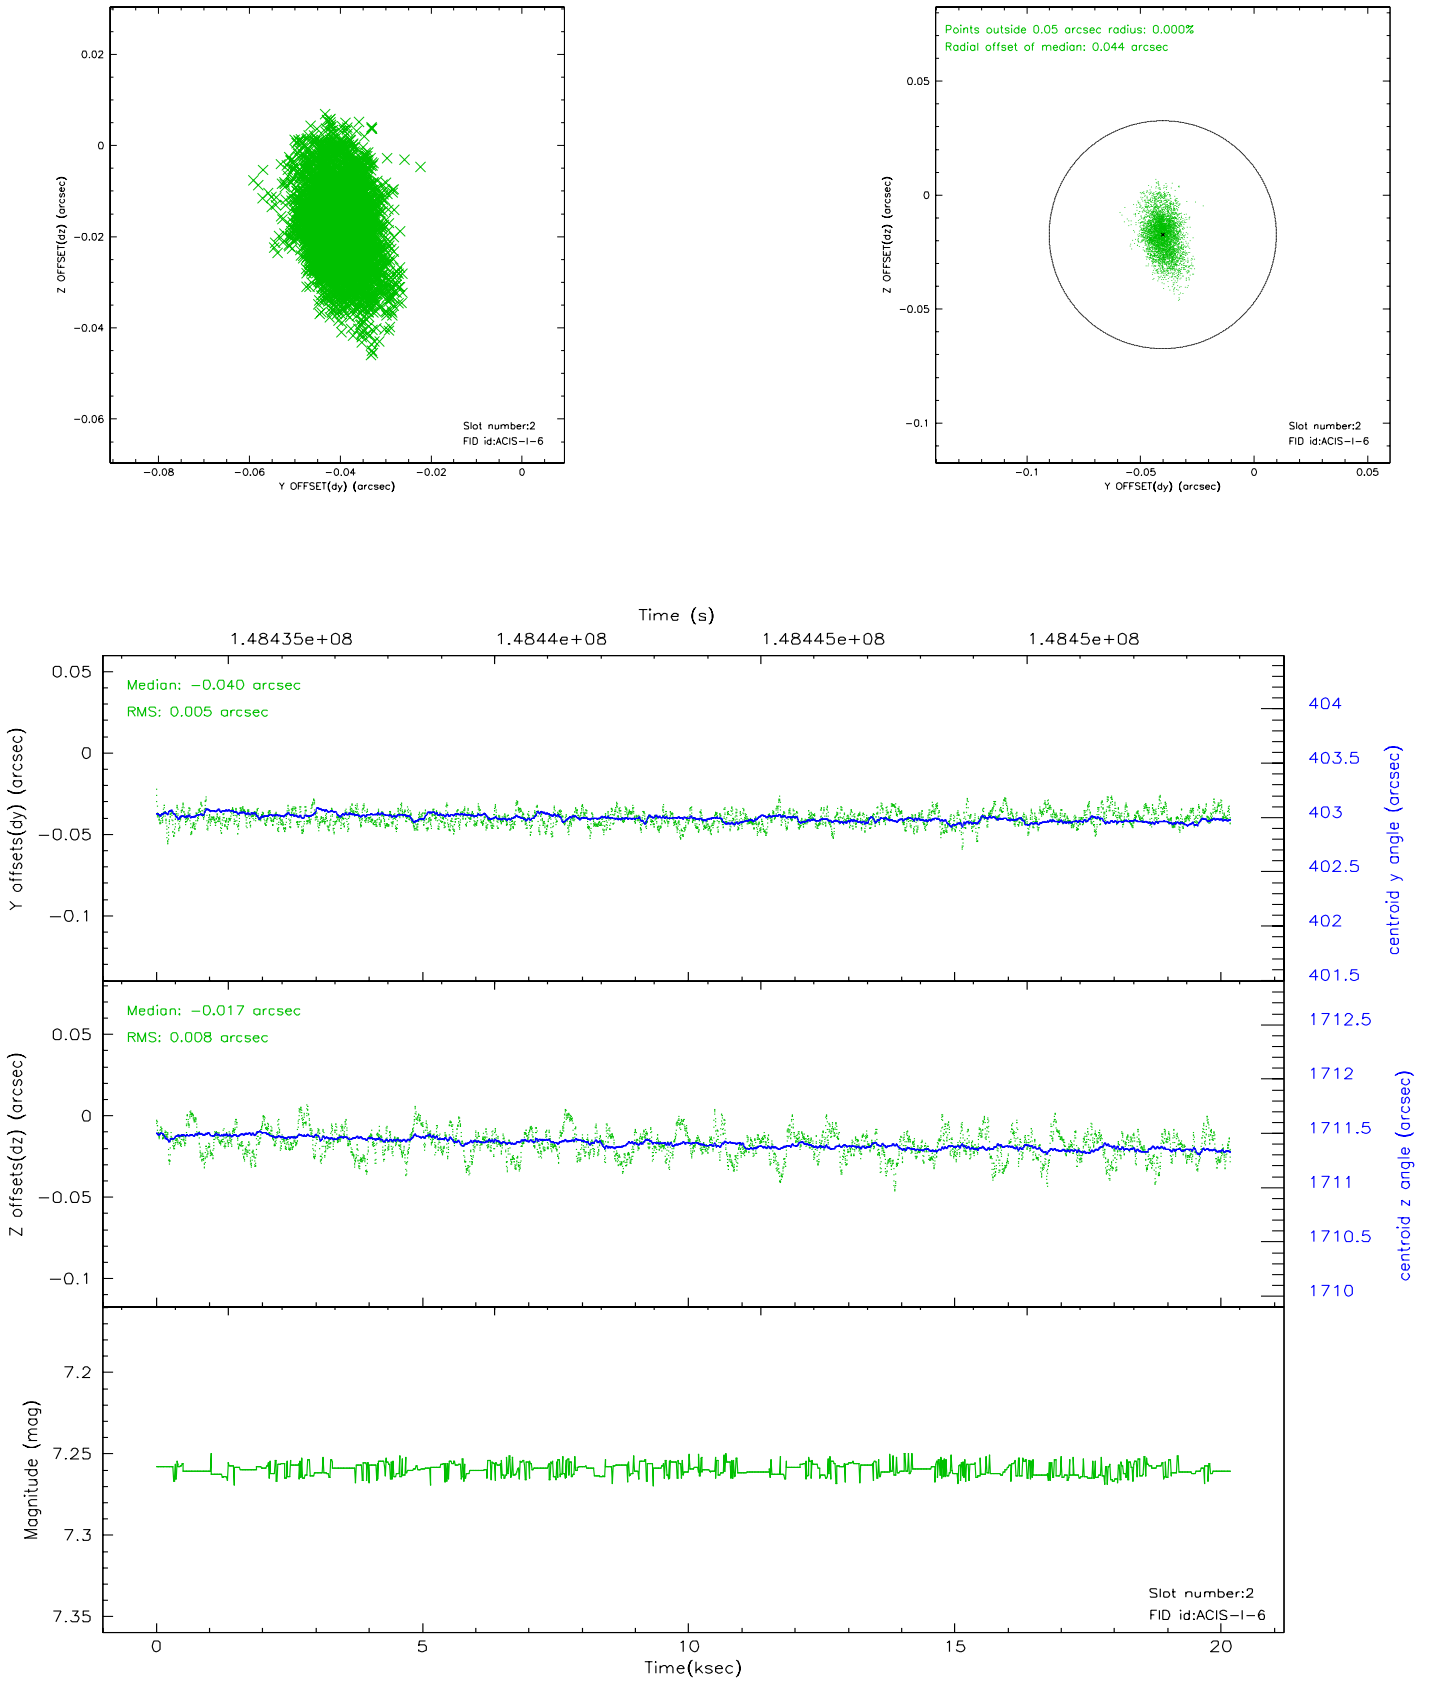 0.02
0
−0.02
−0.04
−0.06
Z OFFSET(dz) (arcsec)
Slot number:2
FID id:ACIS−I−6
−0.08 −0.06 −0.04 −0.02 0
Y OFFSET(dy) (arcsec)
Points outside 0.05 arcsec radius: 0.000%
Radial offset of median: 0.044 arcsec
0.05
0
−0.05
−0.1
Z OFFSET(dz) (arcsec)
Slot number:2
FID id:ACIS−I−6
−0.1 −0.05 0 0.05
Y OFFSET(dy) (arcsec)
Time (s)
1.48435e+08 1.4844e+08 1.48445e+08 1.4845e+08
Median: −0.040 arcsec
RMS: 0.005 arcsec
0.05
0
−0.05
−0.1
Y offsets(dy) (arcsec)
404
403.5
403
402.5
402
401.5
centroid y angle (arcsec)
Median: −0.017 arcsec
RMS: 0.008 arcsec
0.05
0
−0.05
−0.1
Z offsets(dz) (arcsec)
1712.5
1712
1711.5
1711
1710.5
1710
centroid z angle (arcsec)
7.2
7.25
7.3
7.35
Magnitude (mag)
Slot number:2
FID id:ACIS−I−6
0 5 10 15 20
Time(ksec)